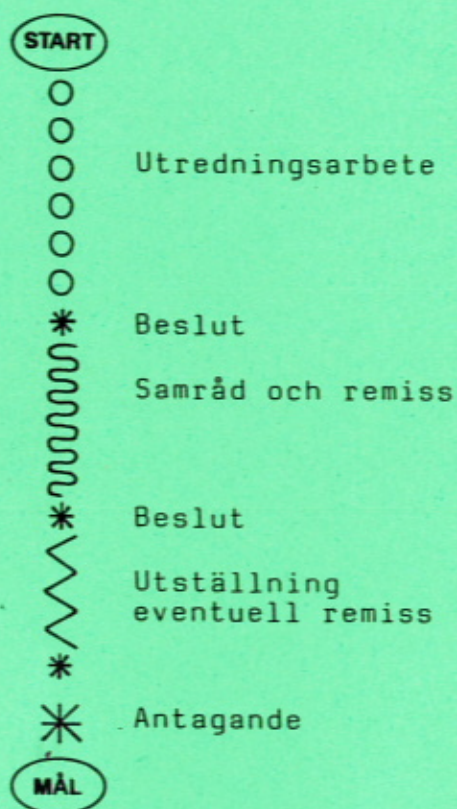 START
Utredningsarbete
Beslut
Samråd och remiss
Beslut
Utställning
eventuell remiss
Antagande
MÅL